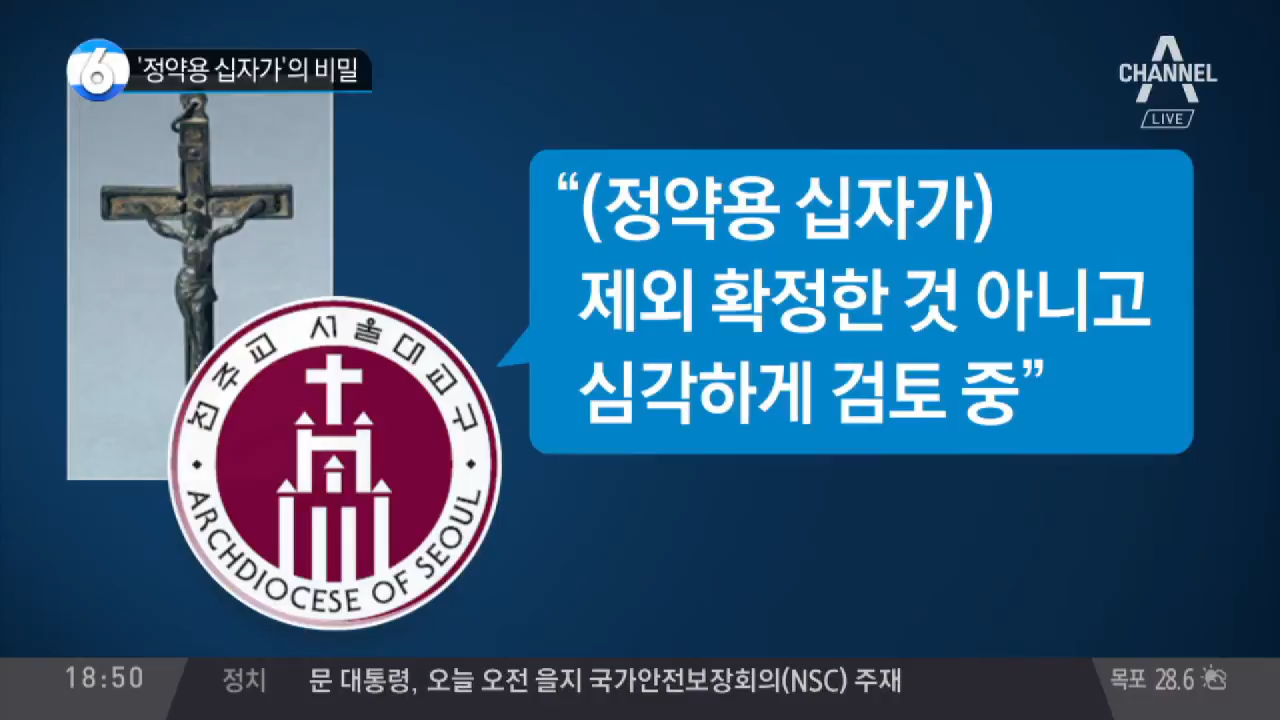 6 '정약용 십자가'의 비밀
CHANNEL A
LIVE
“(정약용 십자가)
제외 확정한 것 아니고
심각하게 검토 중”
천주교 서울대교구
ARCHDIOCESE OF SEOUL
18:50 정치 문 대통령, 오늘 오전 을지 국가안전보장회의(NSC) 주재 목포 28.6